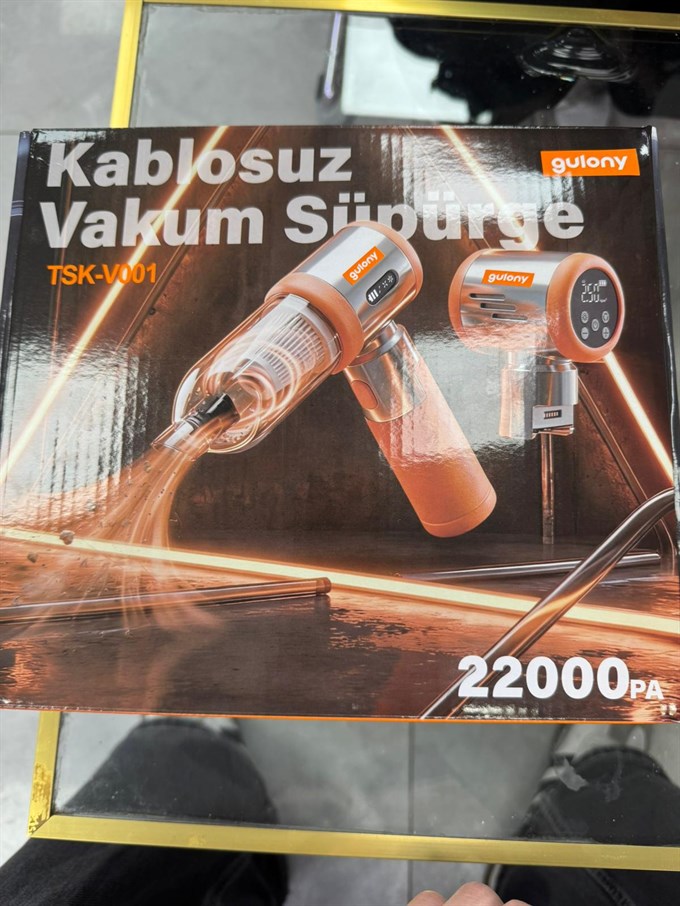 Kablosuz
gulony
Vakum Süpürge
TSK-V001
gulony
gulony
22000PA